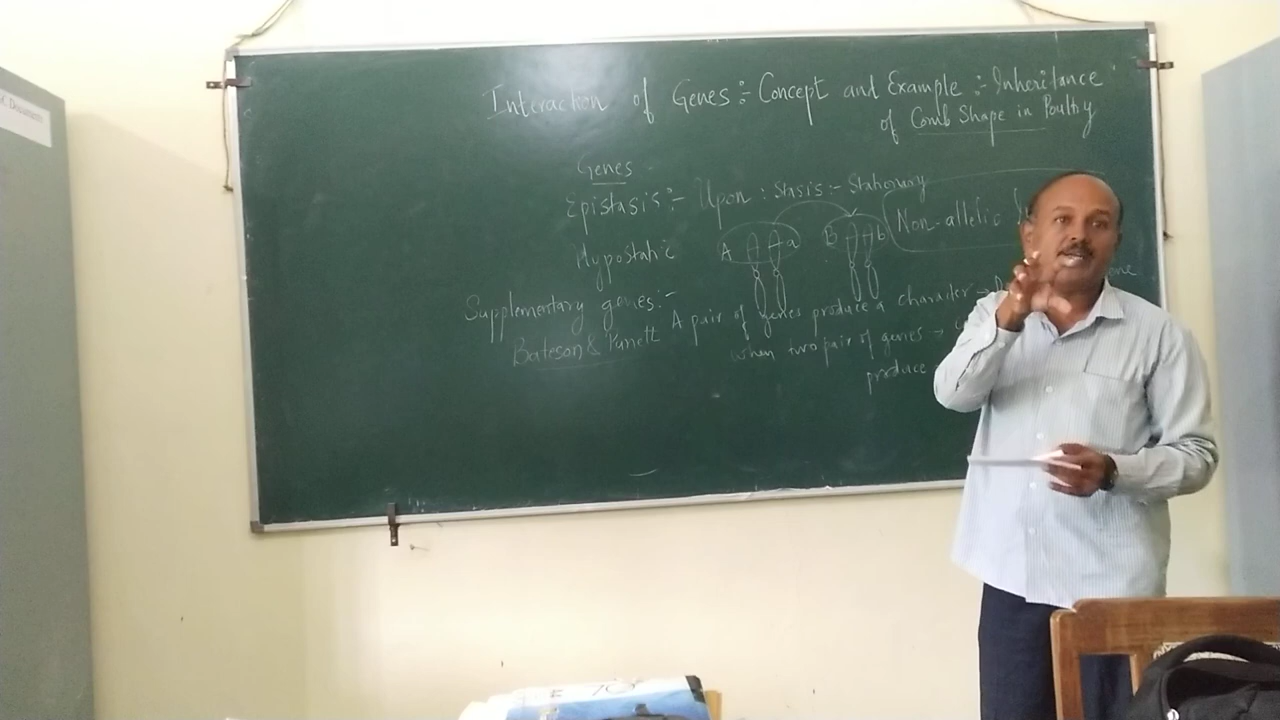 Interaction of Genes :- Concept and Example :- Inheritance
of Comb Shape in Poultry
Genes -
Epistasis :- Upon : Stasis :- Stationary
Hypostatic
A a B b
Non-allelic
Supplementary genes :-
Bateson & Punett
A pair of genes produce a character →
when two pair of genes →
produce